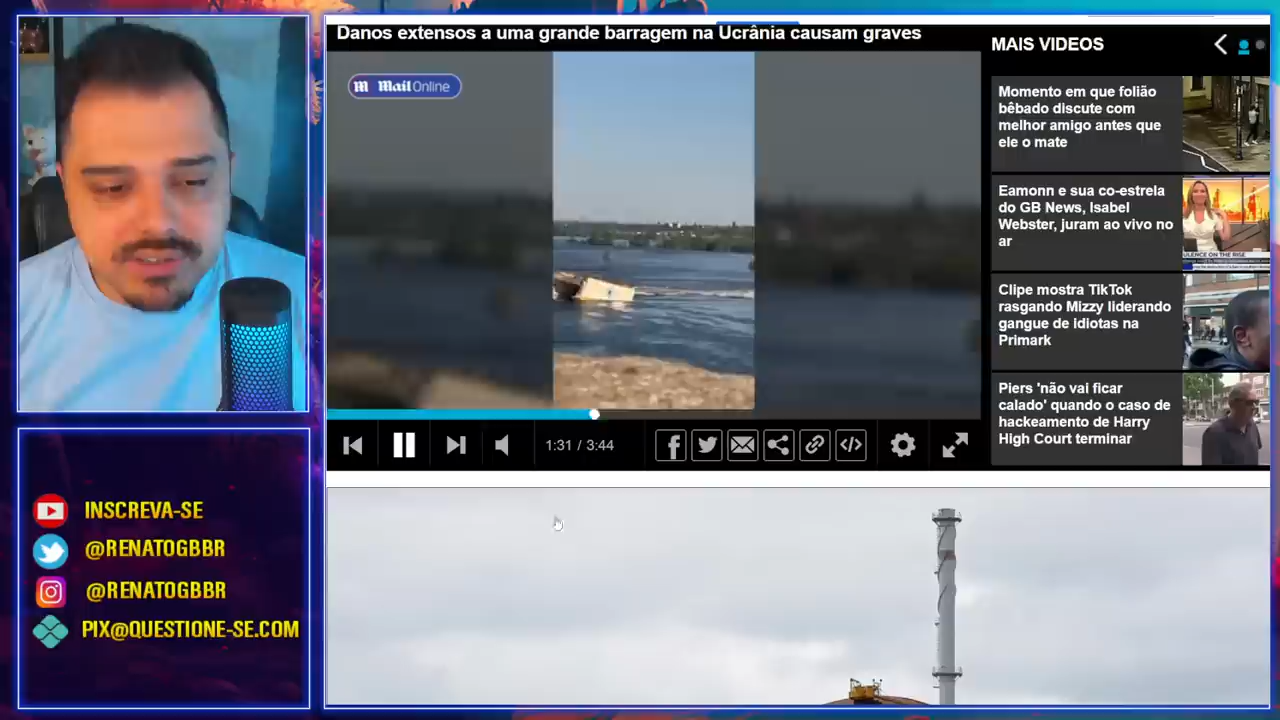 Danos extensos a uma grande barragem na Ucrânia causam graves
Mail Online
1:31 / 3:44
MAIS VIDEOS
Momento em que folião
bêbado discute com
melhor amigo antes que
ele o mate
Eamonn e sua co-estrela
do GB News, Isabel
Webster, juram ao vivo no
ar
Clipe mostra TikTok
rasgando Mizzy liderando
gangue de idiotas na
Primark
Piers 'não vai ficar
calado' quando o caso de
hackeamento de Harry
High Court terminar
INSCREVA-SE
@RENATOGBBR
@RENATOGBBR
PIX@QUESTIONE-SE.COM